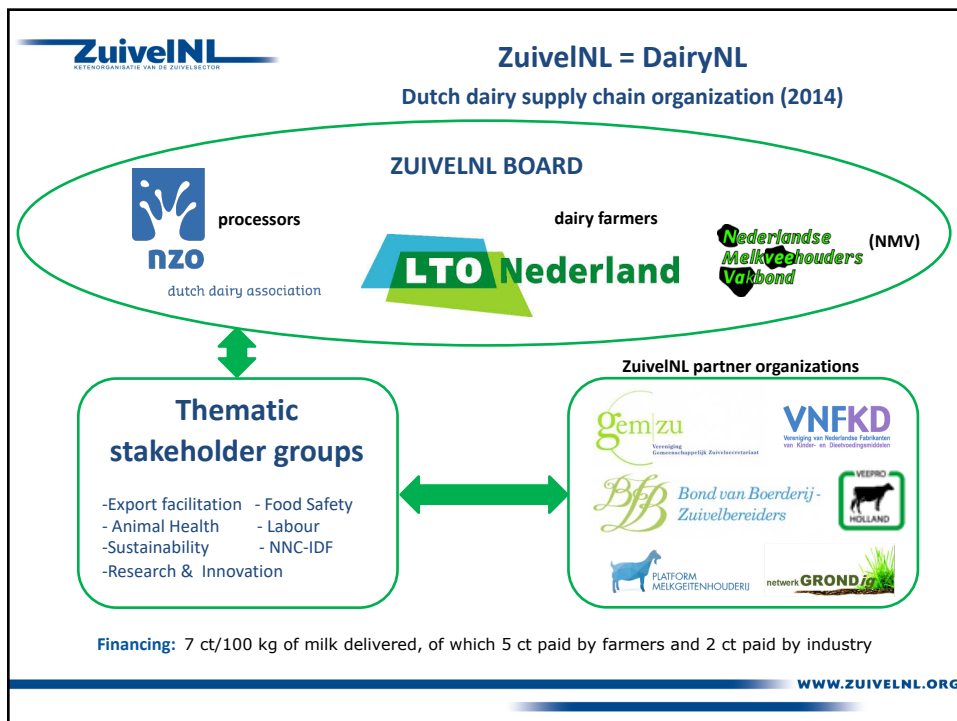 ZuivelNL
KETENORGANISATIE VAN DE ZUIVELSECTOR
ZuivelNL = DairyNL
Dutch dairy supply chain organization (2014)
ZUIVELNL BOARD
processors
nzo
dutch dairy association
dairy farmers
LTO Nederland
Nederlandse
Melkveehouders
Vakbond
(NMV)
Thematic
stakeholder groups
-Export facilitation - Food Safety
- Animal Health - Labour
-Sustainability - NNC-IDF
-Research & Innovation
ZuivelNL partner organizations
gem|zu
Vereniging
Gemeenschappelijk Zuivelsecretariaat
VNFKD
Vereniging van Nederlandse Fabrikanten
van Kinder- en Dieetvoedingsmiddelen
BBZ
Bond van Boerderij-
Zuivelbereiders
VEEPRO
HOLLAND
PLATFORM
MELKGEITENHOUDERIJ
netwerk GRONDig
Financing: 7 ct/100 kg of milk delivered, of which 5 ct paid by farmers and 2 ct paid by industry
WWW.ZUIVELNL.ORG